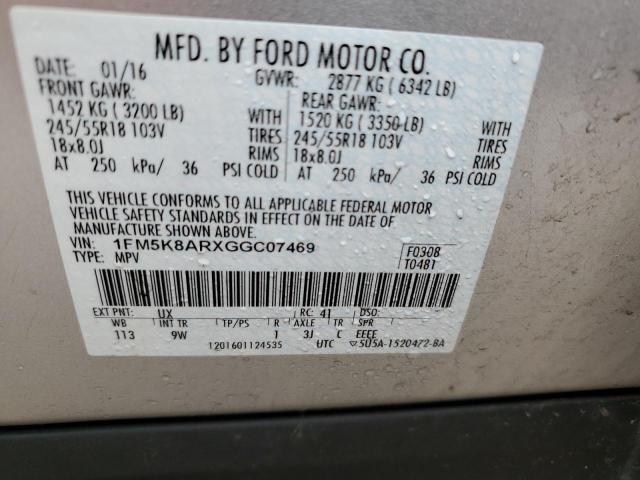 MFD. BY FORD MOTOR CO.
DATE: 01/16 GVWR: 2877 KG ( 6342 LB)
FRONT GAWR: REAR GAWR:
1452 KG ( 3200 LB) WITH 1520 KG ( 3350 LB) WITH
245/55R18 103V TIRES 245/55R18 103V TIRES
18x8.0J RIMS 18x8.0J RIMS
AT 250 kPa/ 36 PSI COLD AT 250 kPa/ 36 PSI COLD
THIS VEHICLE CONFORMS TO ALL APPLICABLE FEDERAL MOTOR
VEHICLE SAFETY STANDARDS IN EFFECT ON THE DATE OF
MANUFACTURE SHOWN ABOVE.
VIN: 1FM5K8ARXGGC07469 F0308
TYPE: MPV T0481
EXT PNT: UX RC: 41 DSO:
WB INT TR TP/PS R AXLE TR SPR
113 9W 1 3J C EEEE
1201601124535 UTC ▽5U5A-1520472-BA